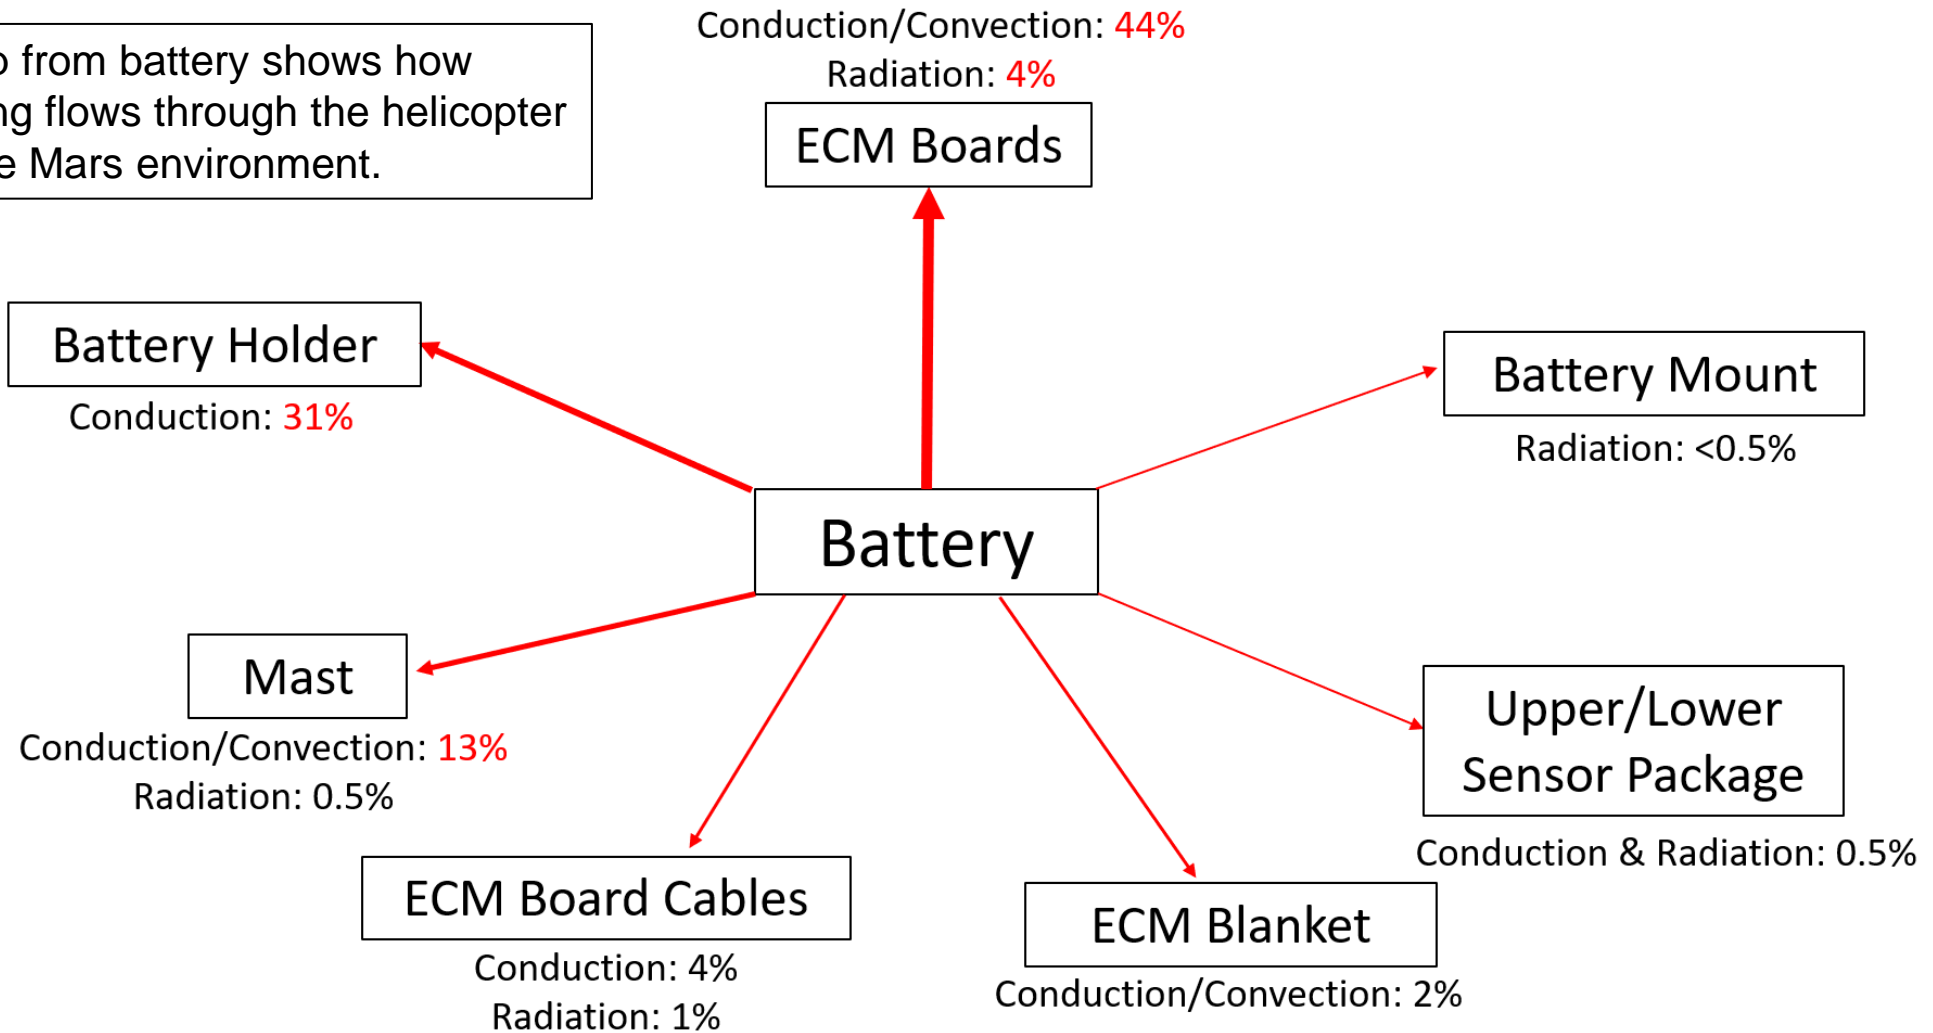 from battery shows how
flows through the helicopter
Mars environment.
Conduction/Convection: 44%
Radiation: 4%
ECM Boards
Battery Holder
Conduction: 31%
Battery Mount
Radiation: <0.5%
Battery
Mast
Conduction/Convection: 13%
Radiation: 0.5%
Upper/Lower
Sensor Package
Conduction & Radiation: 0.5%
ECM Board Cables
Conduction: 4%
Radiation: 1%
ECM Blanket
Conduction/Convection: 2%